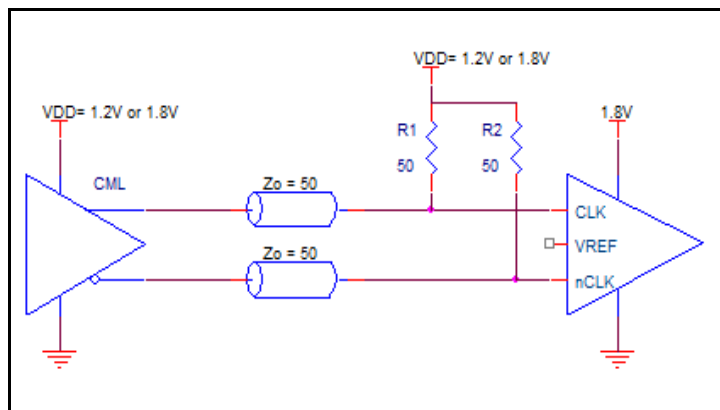 VDD= 1.2V or 1.8V
VDD= 1.2V or 1.8V
1.8V
R1
R2
50
50
CML
Zo = 50
CLK
VREF
Zo = 50
nCLK